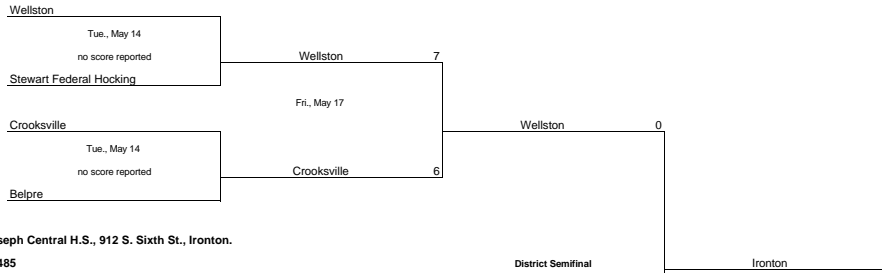 Wellston
Tue., May 14
no score reported
Wellston 7
Stewart Federal Hocking
Fri., May 17
Crooksville
Wellston 0
Tue., May 14
no score reported
Crooksville 6
Belpre
seph Central H.S., 912 S. Sixth St., Ironton.
485
District Semifinal
Ironton